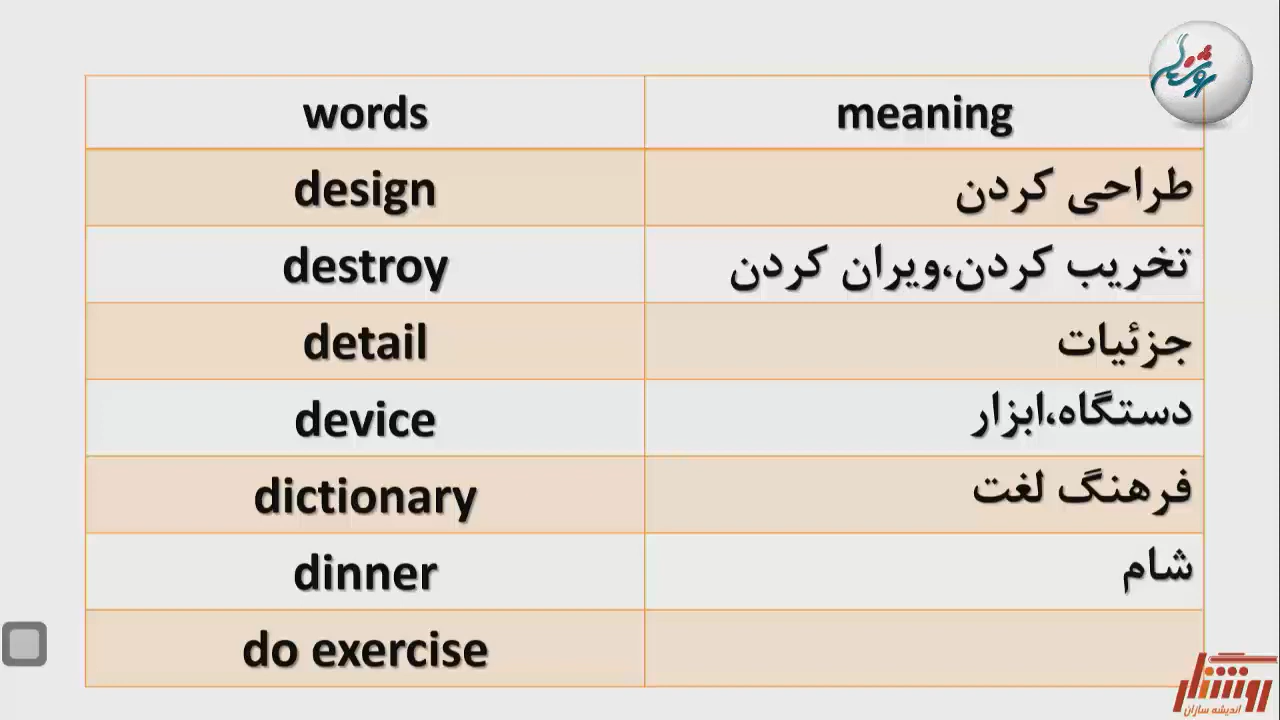 words meaning
design طراحی کردن
destroy تخریب کردن،ویران کردن
detail جزئیات
device دستگاه،ابزار
dictionary فرهنگ لغت
dinner شام
do exercise
اندیشه سازان